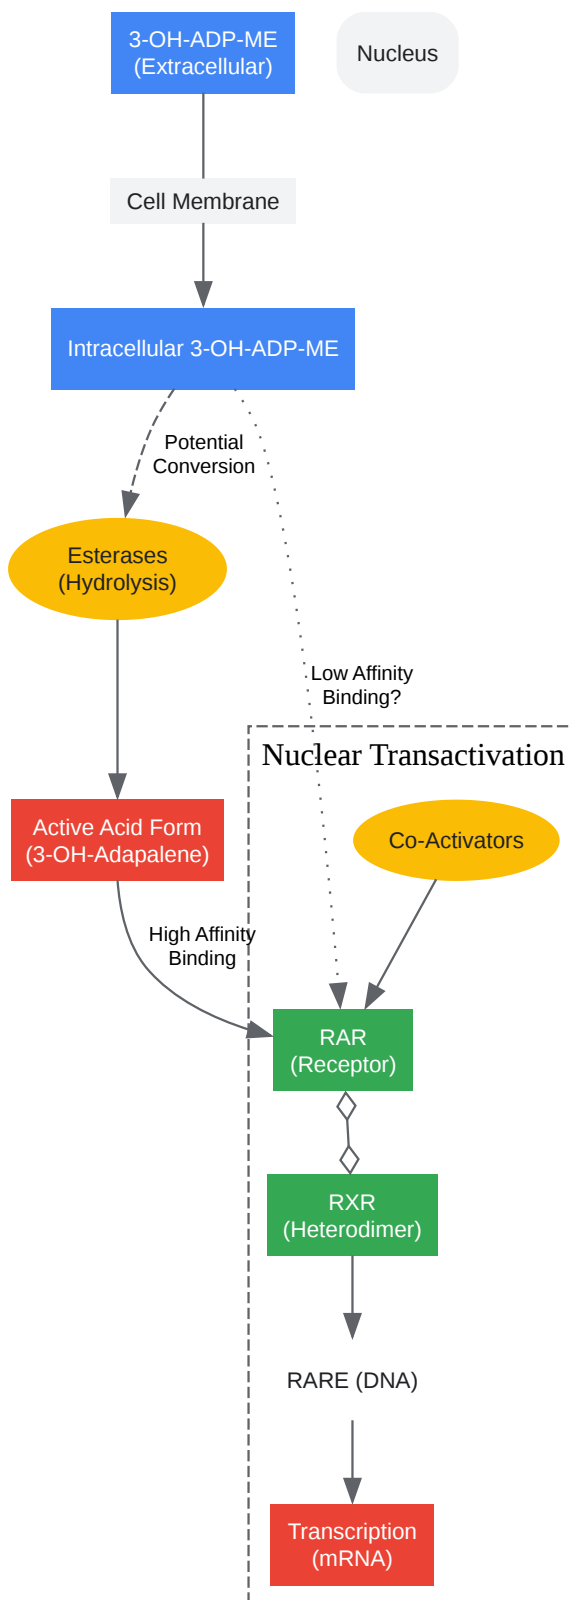 3-OH-ADP-ME
(Extracellular)
Nucleus
Cell Membrane
Intracellular 3-OH-ADP-ME
Potential
Conversion
Esterases
(Hydrolysis)
Low Affinity
Binding?
Nuclear Transactivation
Active Acid Form
(3-OH-Adapalene)
Co-Activators
High Affinity
Binding
RAR
(Receptor)
RXR
(Heterodimer)
RARE (DNA)
Transcription
(mRNA)